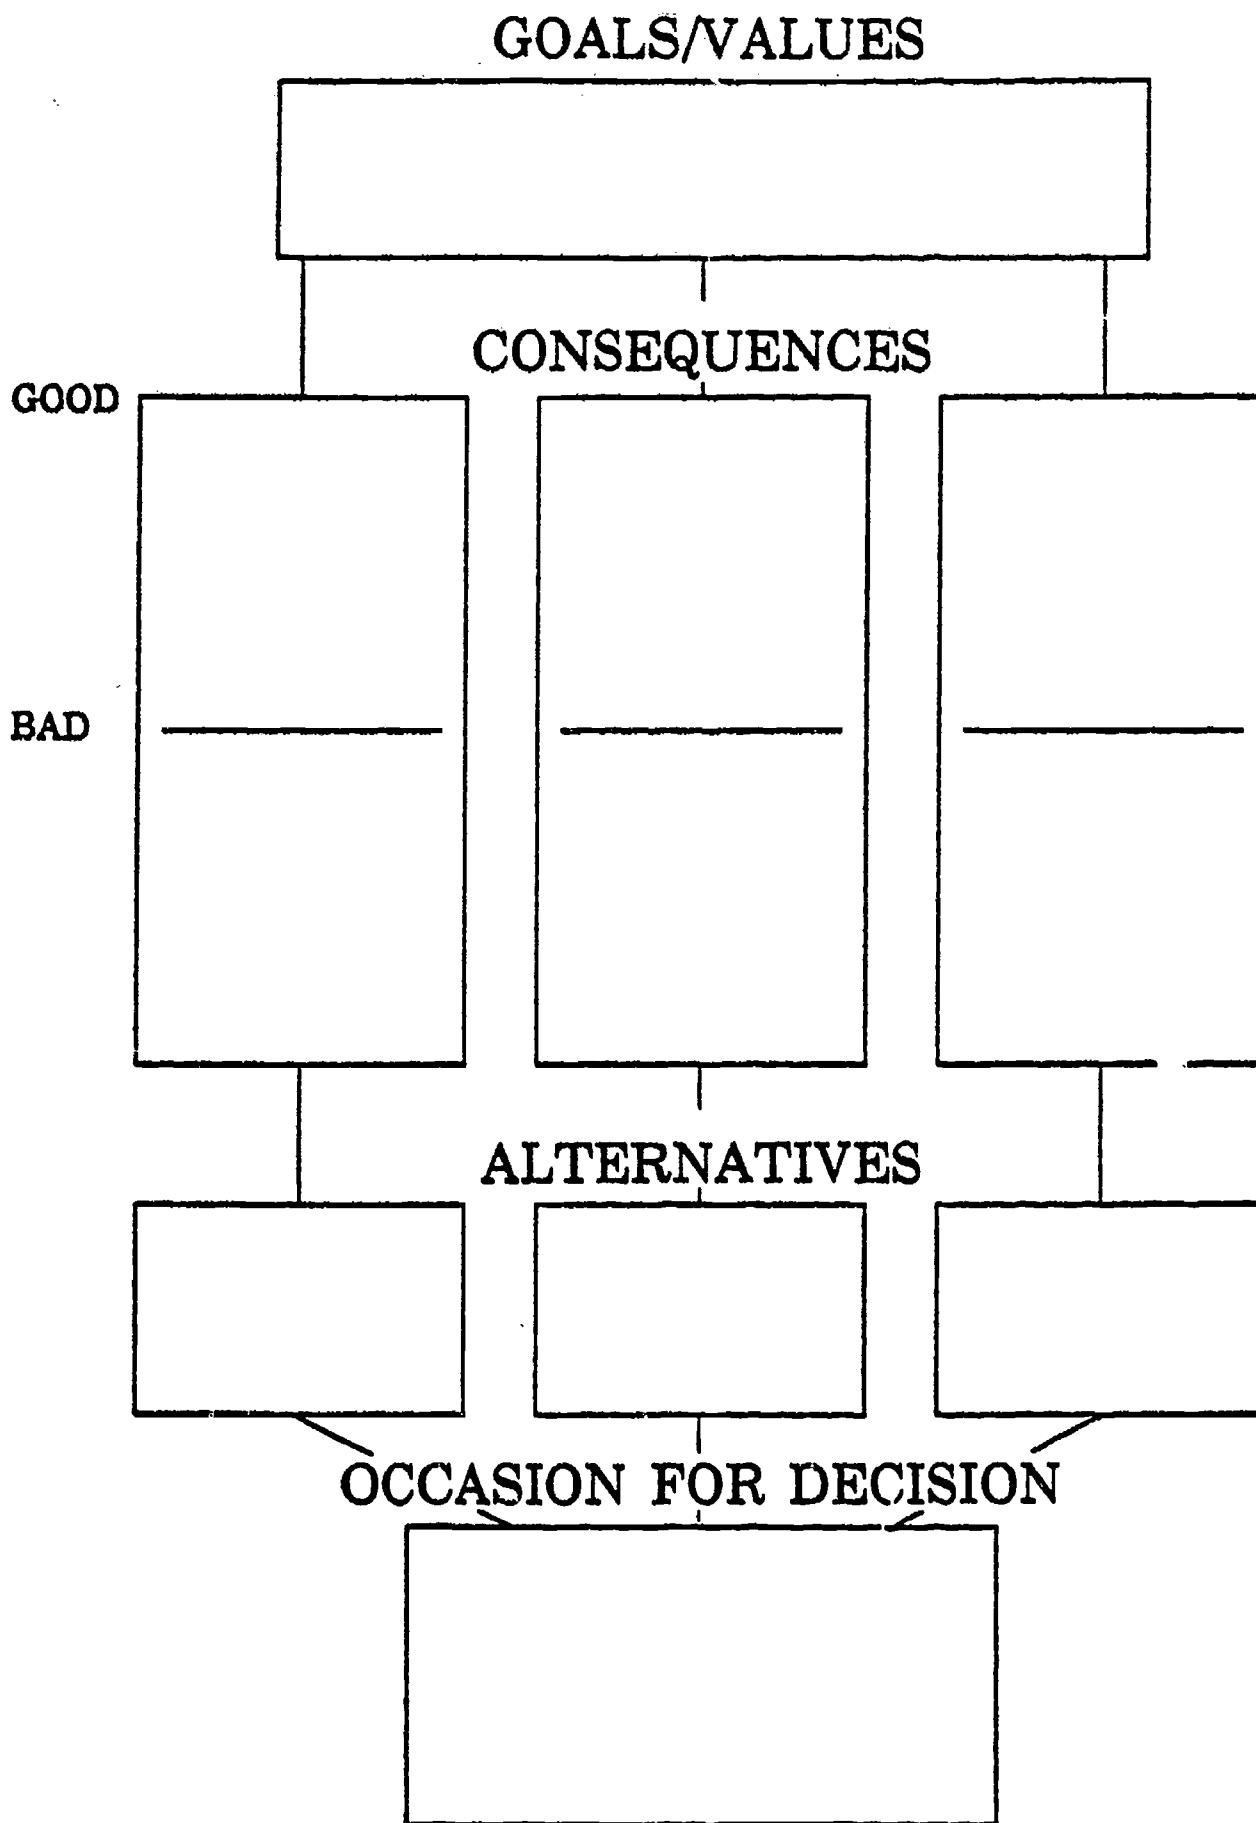 GOALS/VALUES
CONSEQUENCES
GOOD
BAD
ALTERNATIVES
OCCASION FOR DECISION